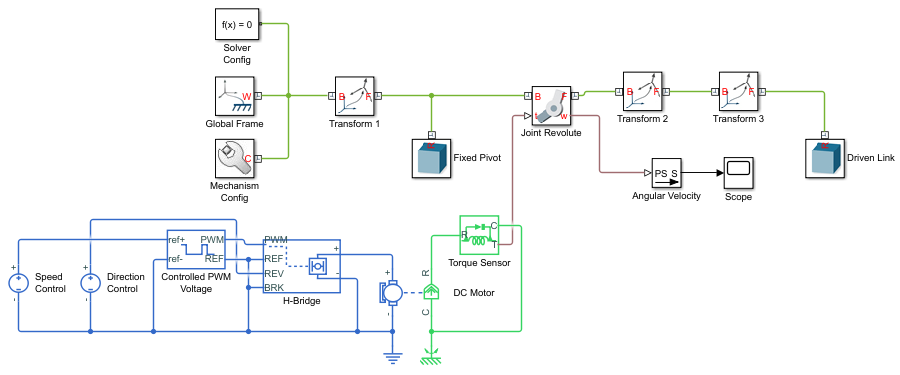 f(x) = 0
Solver
Config
W
Global Frame
B F
Transform 1
C
Mechanism
Config
Fixed Pivot
B F
t w
Joint Revolute
B F
Transform 2
B F
Transform 3
Driven Link
PS S
Angular Velocity
Scope
+
Speed
Control
-
+
Direction
Control
-
ref+ PWM
ref- REF
Controlled PWM
Voltage
PWM
REF
REV
BRK
+
-
H-Bridge
+
-
R
C
DC Motor
R C
T
Torque Sensor